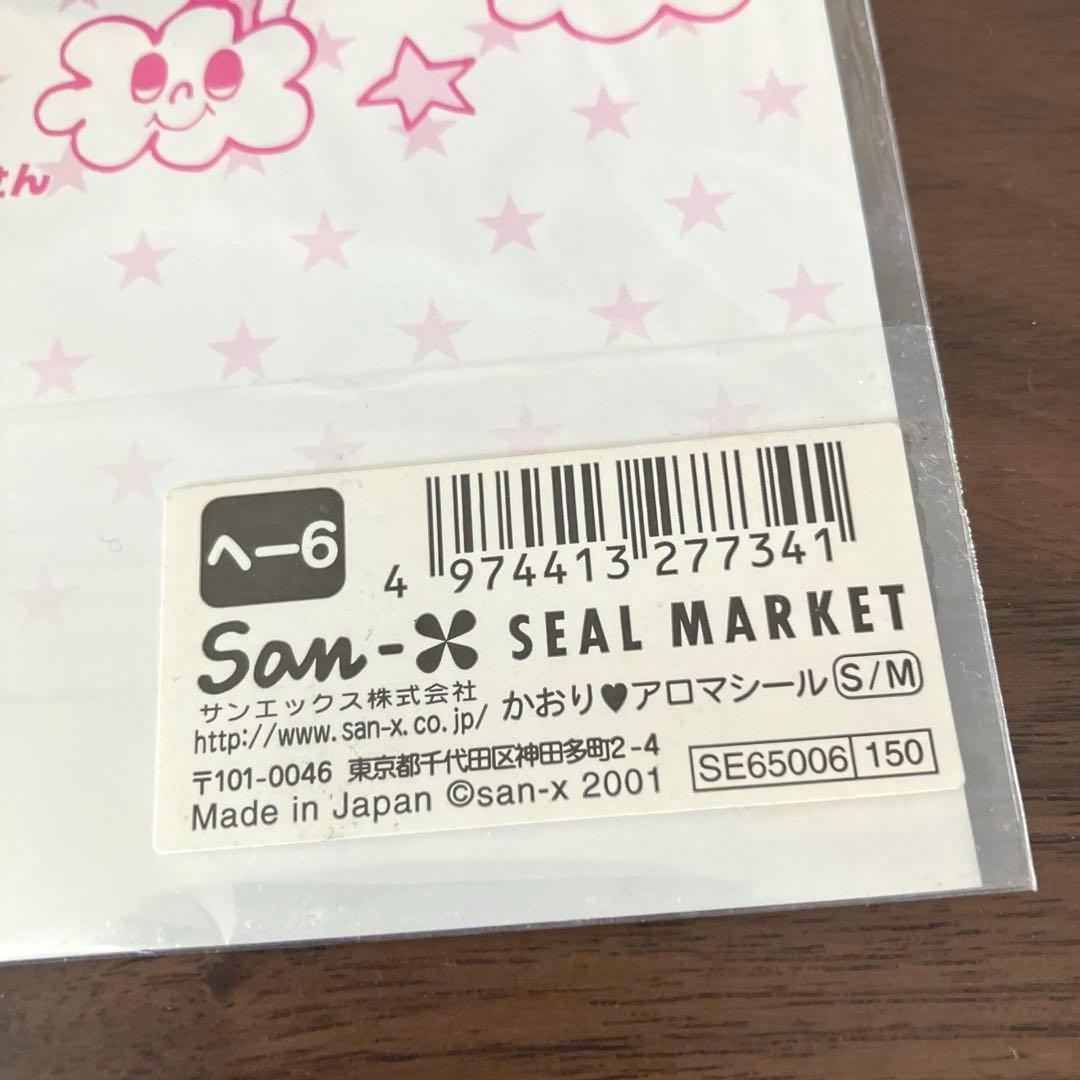 せん
へー6
4 974413 277341
San-X SEAL MARKET
サンエックス株式会社
http://www.san-x.co.jp/ かおり♥アロマシール S/M
〒101-0046 東京都千代田区神田多町2-4
SE65006 150
Made in Japan ©san-x 2001